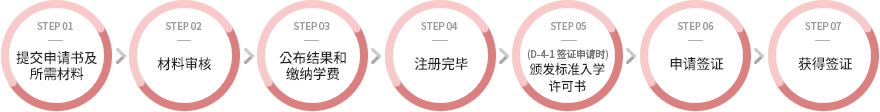 STEP 01
提交申请书及
所需材料
STEP 02
材料审核
STEP 03
公布结果和
缴纳学费
STEP 04
注册完毕
STEP 05
(D-4-1 签证申请时)
颁发标准入学
许可书
STEP 06
申请签证
STEP 07
获得签证